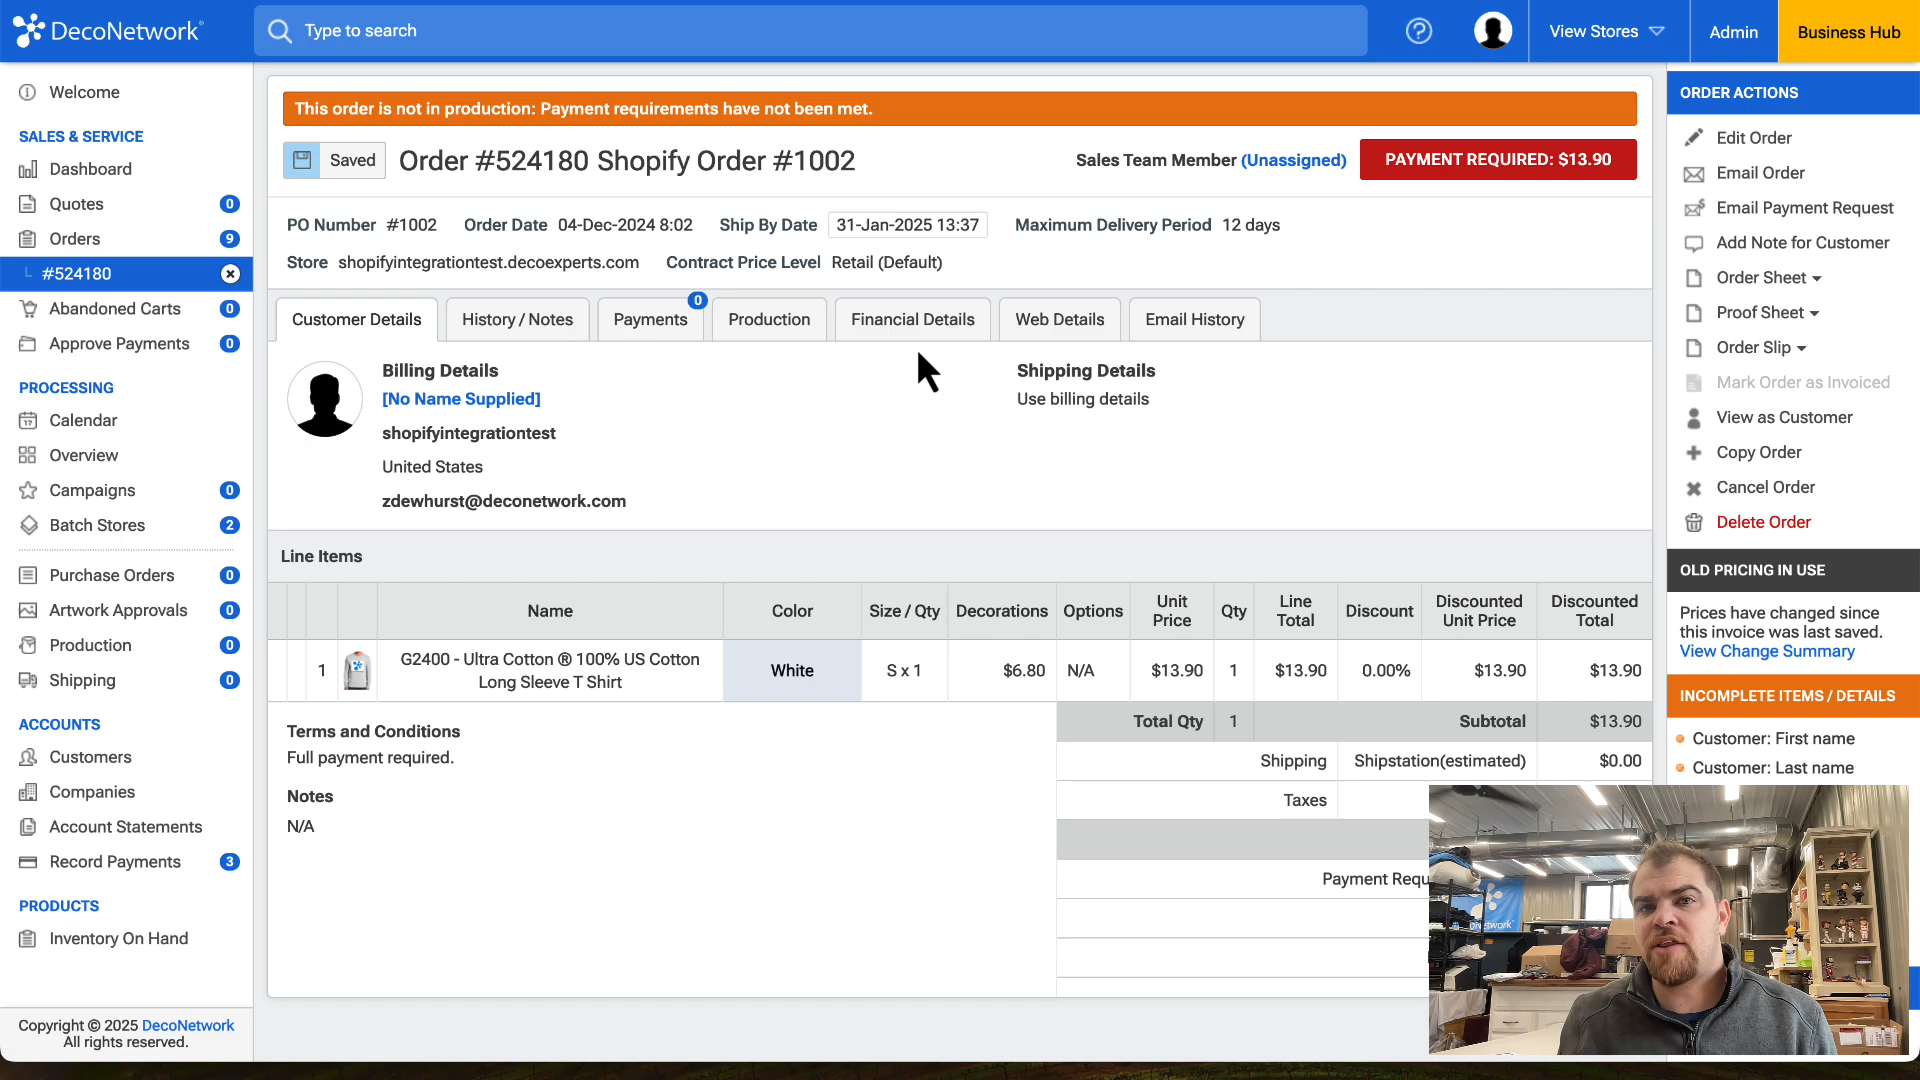 DecoNetwork
Type to search
View Stores
Admin
Business Hub
Welcome
SALES & SERVICE
Dashboard
Quotes 0
Orders 9
#524180
Abandoned Carts 0
Approve Payments 0
PROCESSING
Calendar
Overview
Campaigns 0
Batch Stores 2
Purchase Orders 0
Artwork Approvals 0
Production 0
Shipping 0
ACCOUNTS
Customers
Companies
Account Statements
Record Payments 3
PRODUCTS
Inventory On Hand
Copyright © 2025 DecoNetwork
All rights reserved.
This order is not in production: Payment requirements have not been met.
Saved
Order #524180 Shopify Order #1002
Sales Team Member (Unassigned)
PAYMENT REQUIRED: $13.90
PO Number #1002 Order Date 04-Dec-2024 8:02 Ship By Date 31-Jan-2025 13:37 Maximum Delivery Period 12 days
Store shopifyintegrationtest.decoexperts.com Contract Price Level Retail (Default)
Customer Details History / Notes Payments 0 Production Financial Details Web Details Email History
Billing Details
[No Name Supplied]
shopifyintegrationtest
United States
zdewhurst@deconetwork.com
Shipping Details
Use billing details
Line Items
Name Color Size / Qty Decorations Options Unit Price Qty Line Total Discount Discounted Unit Price Discounted Total
1 G2400 - Ultra Cotton ® 100% US Cotton Long Sleeve T Shirt White S x 1 $6.80 N/A $13.90 1 $13.90 0.00% $13.90 $13.90
Total Qty 1 Subtotal $13.90
Shipping Shipstation(estimated) $0.00
Taxes
Payment Requ
Terms and Conditions
Full payment required.
Notes
N/A
ORDER ACTIONS
Edit Order
Email Order
Email Payment Request
Add Note for Customer
Order Sheet
Proof Sheet
Order Slip
Mark Order as Invoiced
View as Customer
Copy Order
Cancel Order
Delete Order
OLD PRICING IN USE
Prices have changed since
this invoice was last saved.
View Change Summary
INCOMPLETE ITEMS / DETAILS
Customer: First name
Customer: Last name